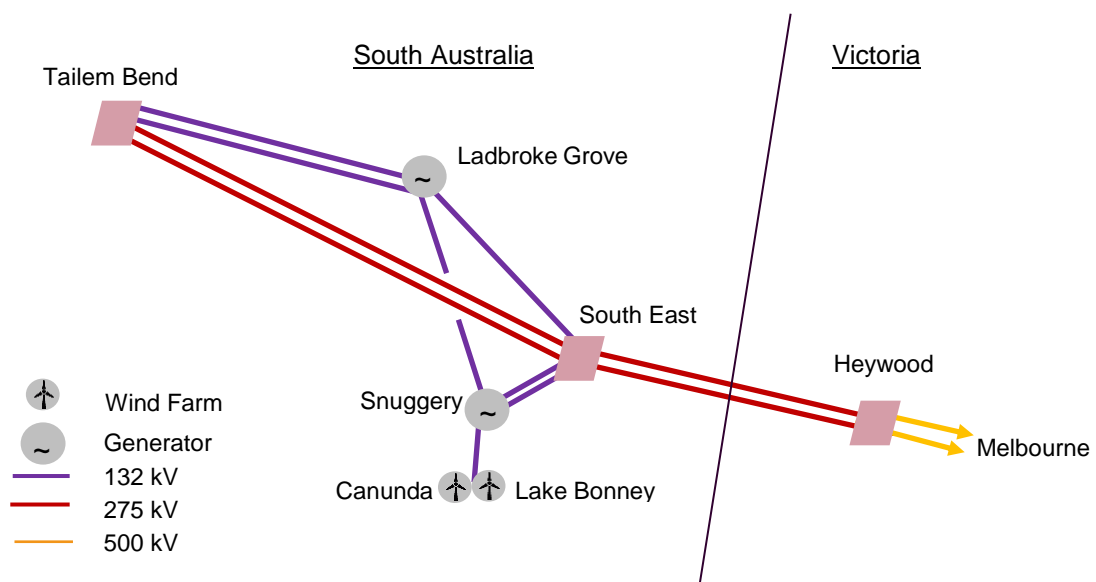 South Australia
Victoria
Tailem Bend
Ladbroke Grove
~
South East
Heywood
Snuggery
~
Melbourne
Canunda
Lake Bonney
Wind Farm
~
Generator
132 kV
275 kV
500 kV